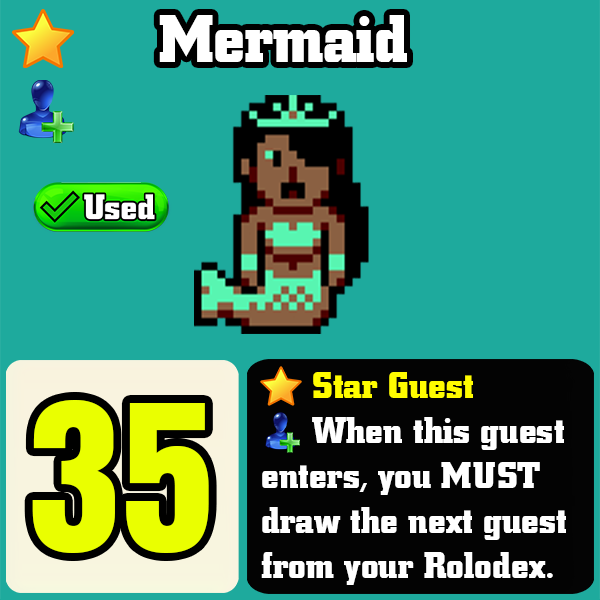 Mermaid
Used
35
Star Guest
When this guest
enters, you MUST
draw the next guest
from your Rolodex.